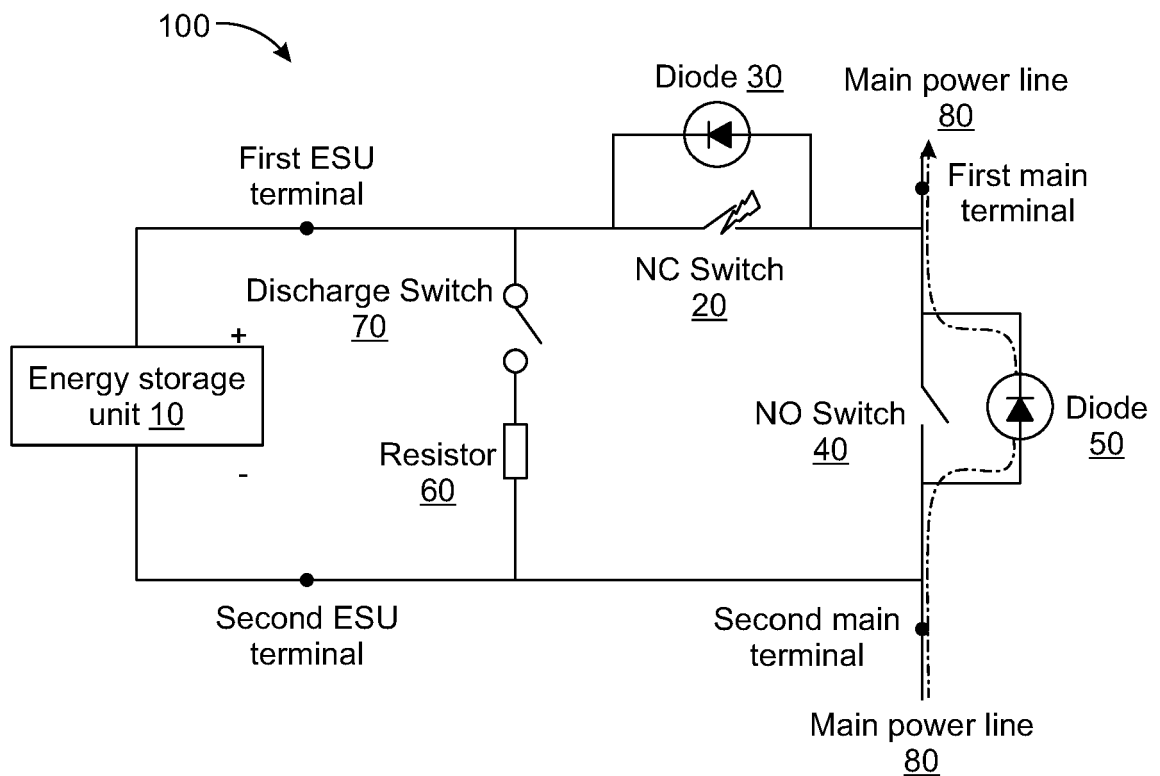 100
Diode 30
Main power line
80
First ESU
terminal
First main
terminal
NC Switch
20
Discharge Switch
70
+
Energy storage
unit 10
-
NO Switch
40
Diode
50
Resistor
60
Second ESU
terminal
Second main
terminal
Main power line
80